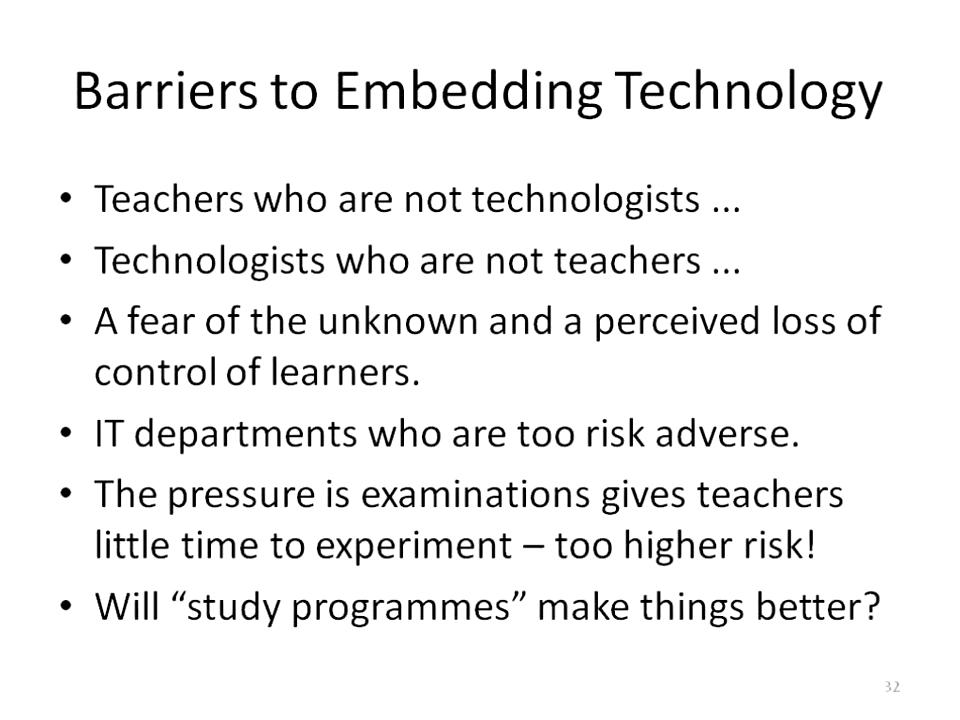 Barriers to Embedding Technology
• Teachers who are not technologists ...
• Technologists who are not teachers ...
• A fear of the unknown and a perceived loss of
control of learners.
• IT departments who are too risk adverse.
• The pressure is examinations gives teachers
little time to experiment – too higher risk!
• Will “study programmes” make things better?
32